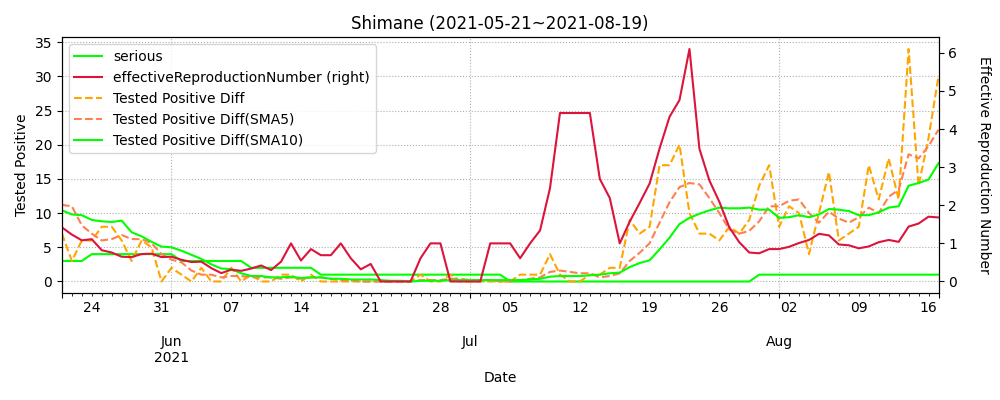 Shimane (2021-05-21~2021-08-19)
serious
effectiveReproductionNumber (right)
Tested Positive Diff
Tested Positive Diff(SMA5)
Tested Positive Diff(SMA10)
Tested Positive
35
30
25
20
15
10
5
0
Effective Reproduction Number
6
5
4
3
2
1
0
24 31 07 14 21 28 05 12 19 26 02 09 16
Jun Jul Aug
2021
Date